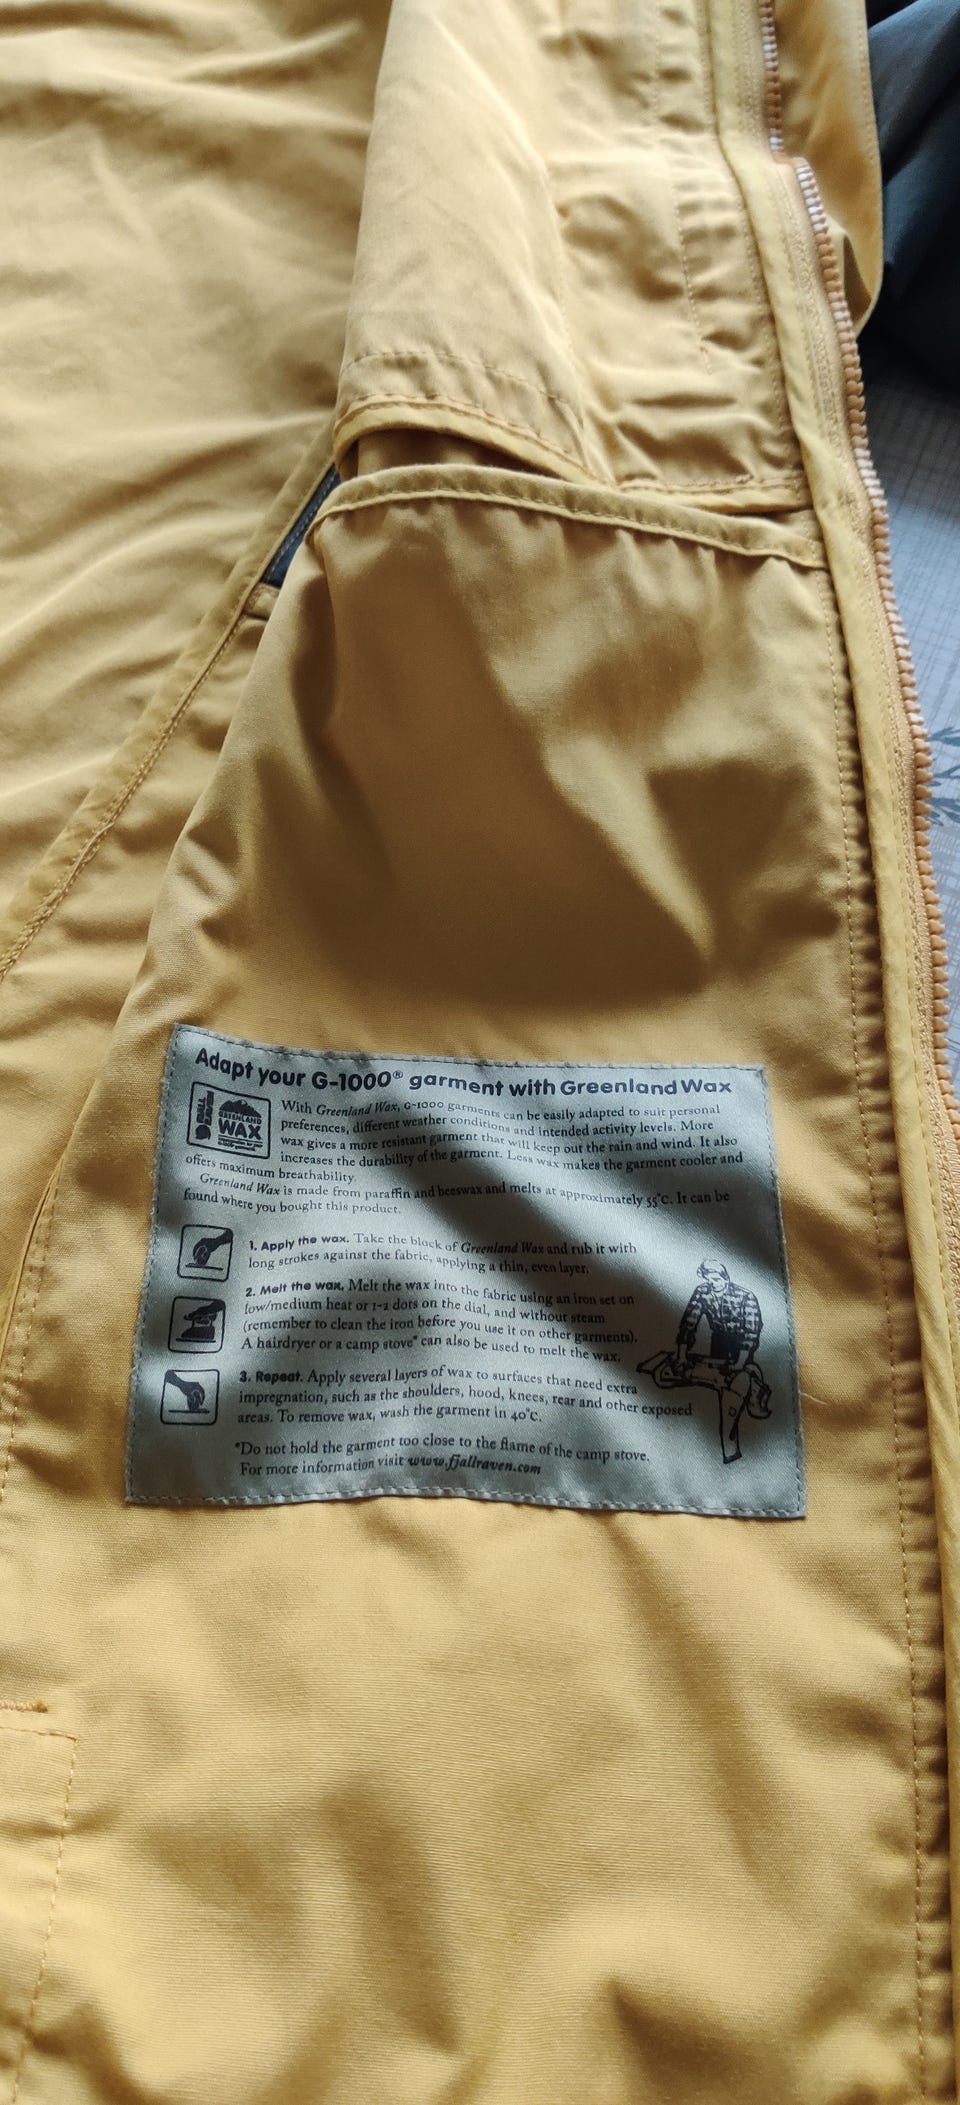 Adapt your G-1000® garment with Greenland Wax
GREENLAND
WAX
With Greenland Wax, G-1000 garments can be easily adapted to suit personal
preferences, different weather conditions and intended activity levels. More
wax gives a more resistant garment that will keep out the rain and wind. It also
increases the durability of the garment. Less wax makes the garment cooler and
offers maximum breathability
Greenland Wax is made from paraffin and beeswax and melts at approximately 55°C. It can be
found where you bought this product.
1. Apply the wax. Take the block of Greenland Wax and rub it with
long strokes against the fabric, applying a thin, even layer.
2. Melt the wax. Melt the wax into the fabric using an iron set on
low/medium heat or 1-2 dots on the dial, and without steam
(remember to clean the iron before you use it on other garments).
A hairdryer or a camp stove* can also be used to melt the wax.
3. Repeat. Apply several layers of wax to surfaces that need extra
impregnation, such as the shoulders, hood, knees, rear and other exposed
areas. To remove wax, wash the garment in 40°C.
*Do not hold the garment too close to the flame of the camp stove.
For more information visit www.fjallraven.com